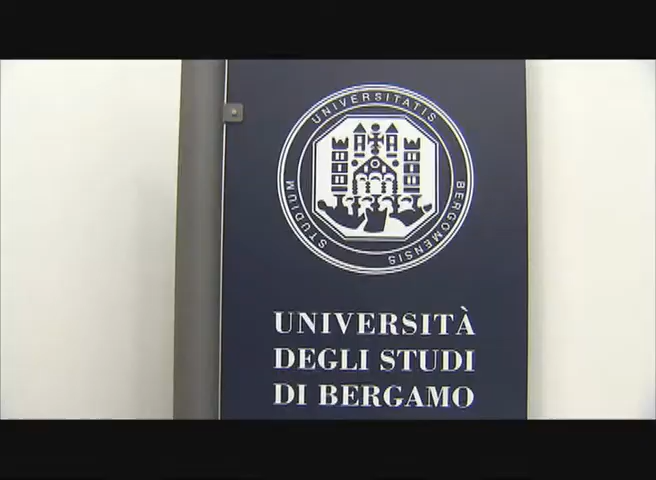 UNIVERSITATIS
STUDIUM
BERGOMENSIS
UNIVERSITÀ
DEGLI STUDI
DI BERGAMO